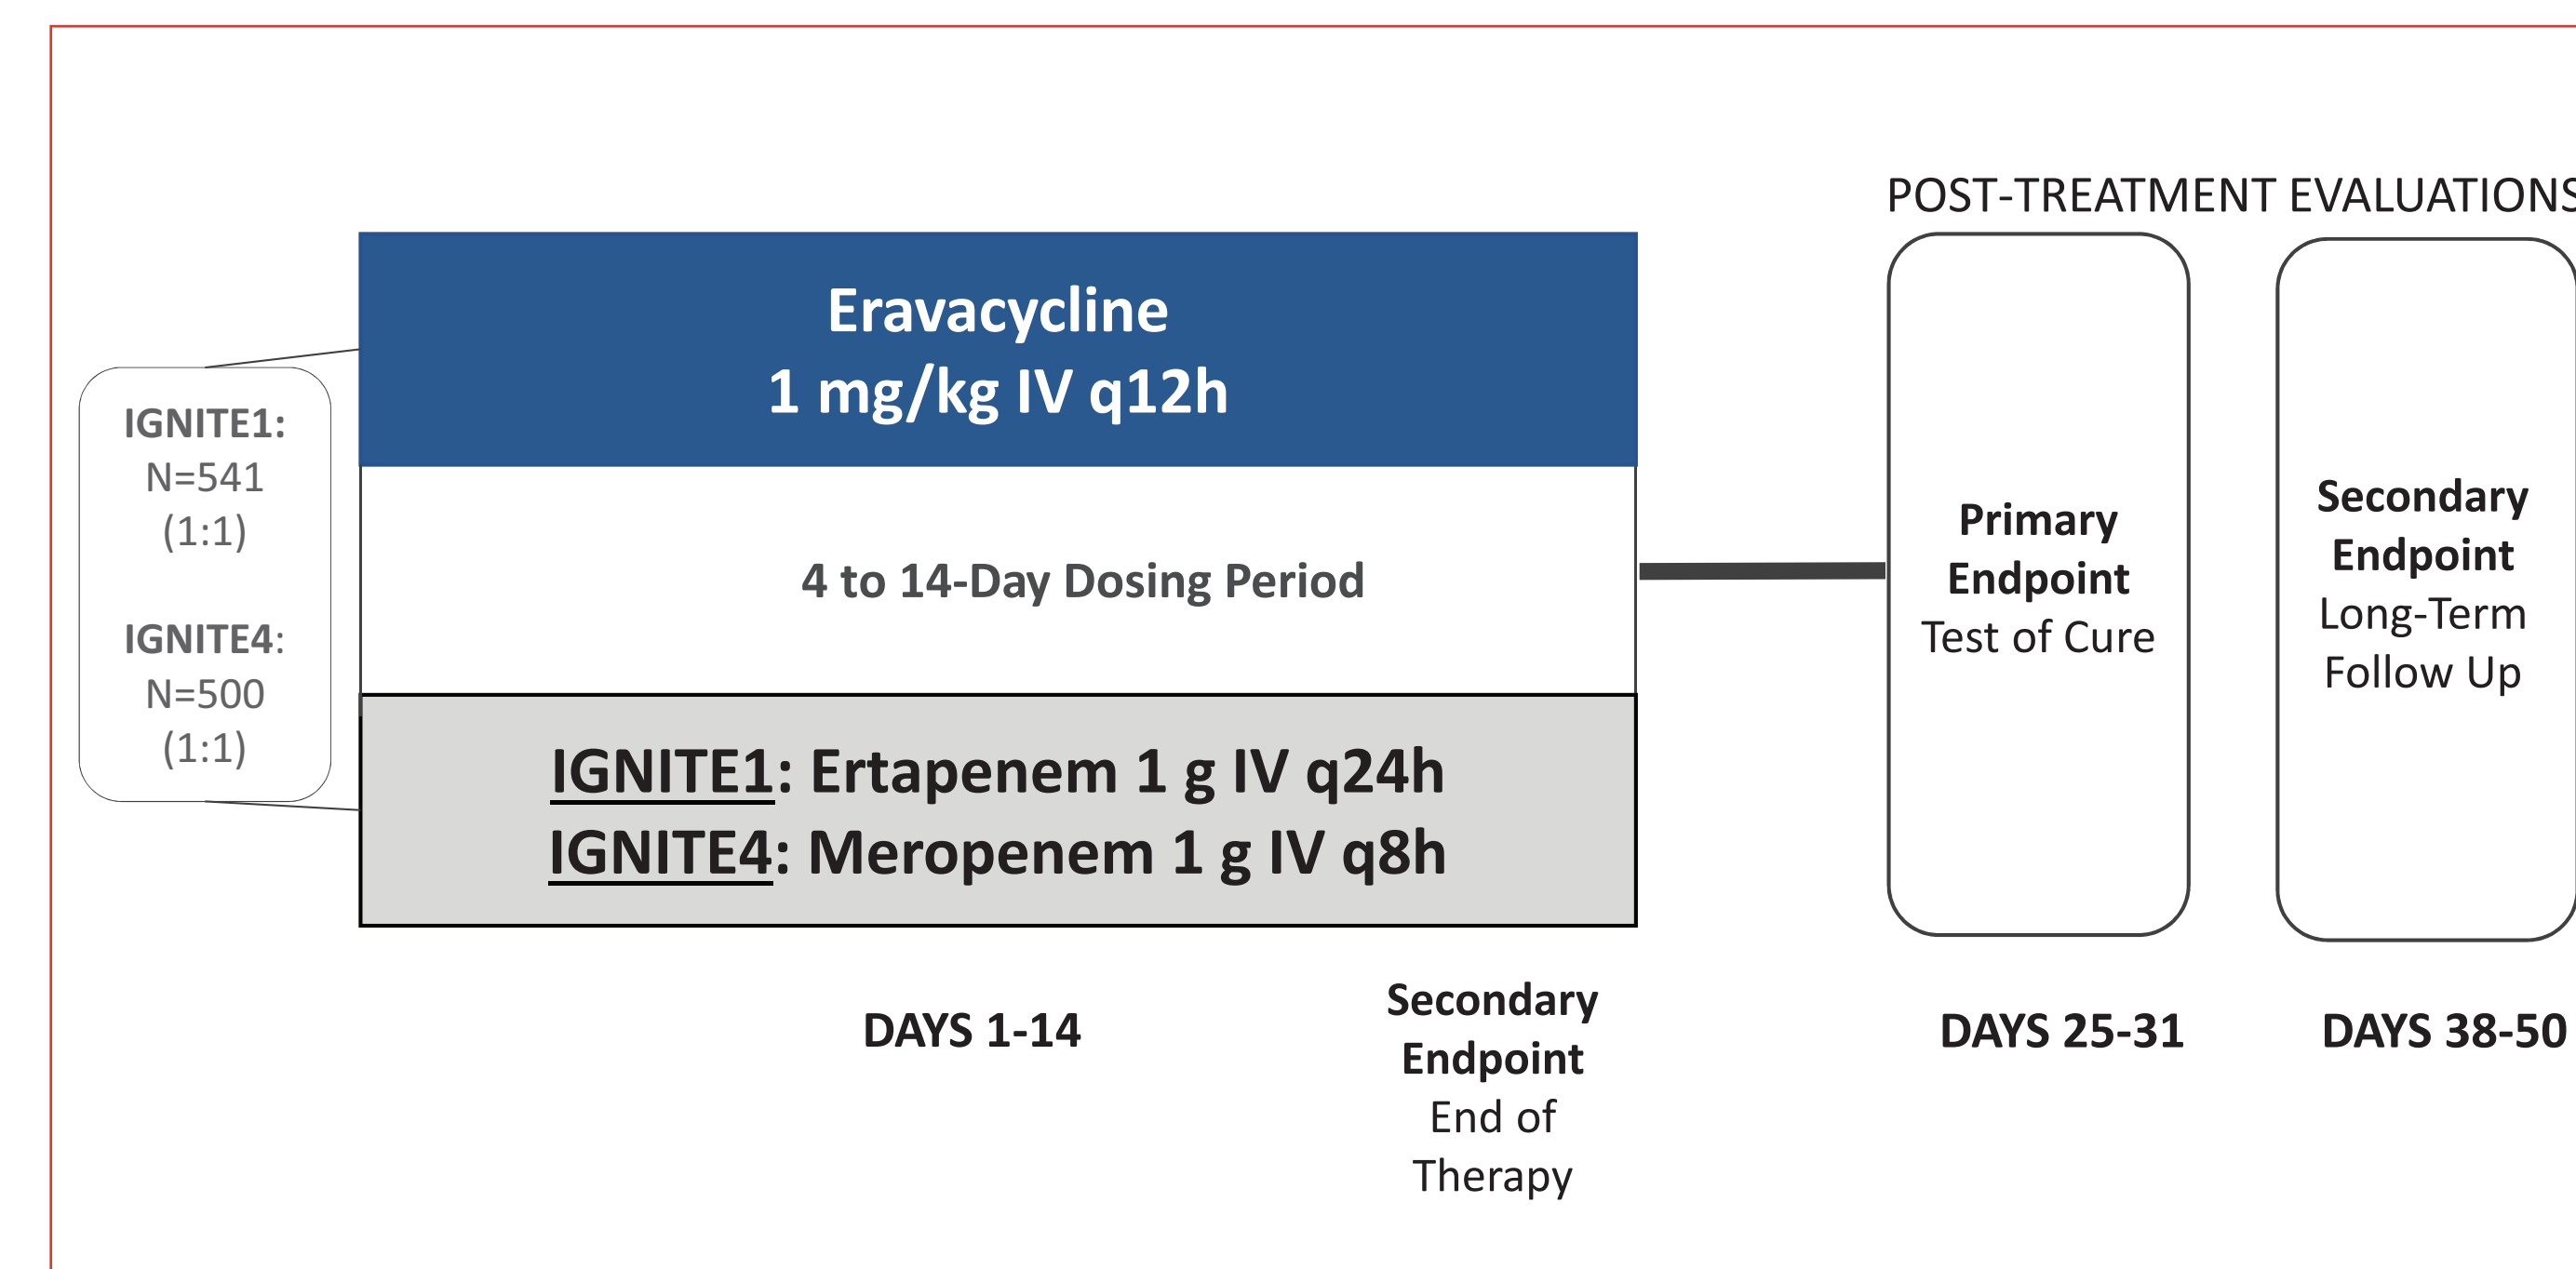 POST-TREATMENT EVALUATIONS
Eravacycline
1 mg/kg IV q12h
IGNITE1:
N=541
(1:1)
IGNITE4:
N=500
(1:1)
4 to 14-Day Dosing Period
IGNITE1: Ertapenem 1 g IV q24h
IGNITE4: Meropenem 1 g IV q8h
Primary
Endpoint
Test of Cure
Secondary
Endpoint
Long-Term
Follow Up
DAYS 1-14
Secondary
Endpoint
End of
Therapy
DAYS 25-31
DAYS 38-50